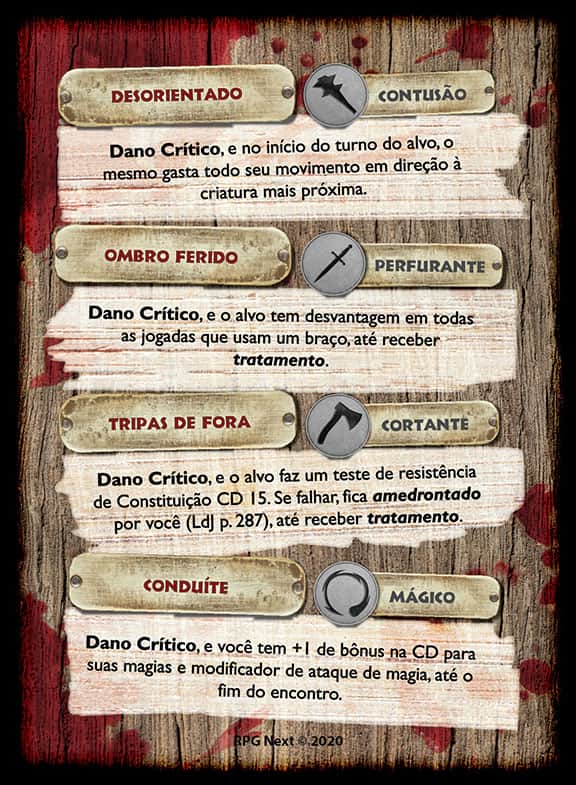 DESORIENTADO
CONTUSÃO
Dano Crítico, e no início do turno do alvo, o
mesmo gasta todo seu movimento em direção à
criatura mais próxima.
OMBRO FERIDO
PERFURANTE
Dano Crítico, e o alvo tem desvantagem em todas
as jogadas que usam um braço, até receber
tratamento.
TRIPAS DE FORA
CORTANTE
Dano Crítico, e o alvo faz um teste de resistência
de Constituição CD 15. Se falhar, fica amedrontado
por você (LdJ p. 287), até receber tratamento.
CONDUÍTE
MÁGICO
Dano Crítico, e você tem +1 de bônus na CD para
suas magias e modificador de ataque de magia, até o
fim do encontro.
RPG Next ©.2020